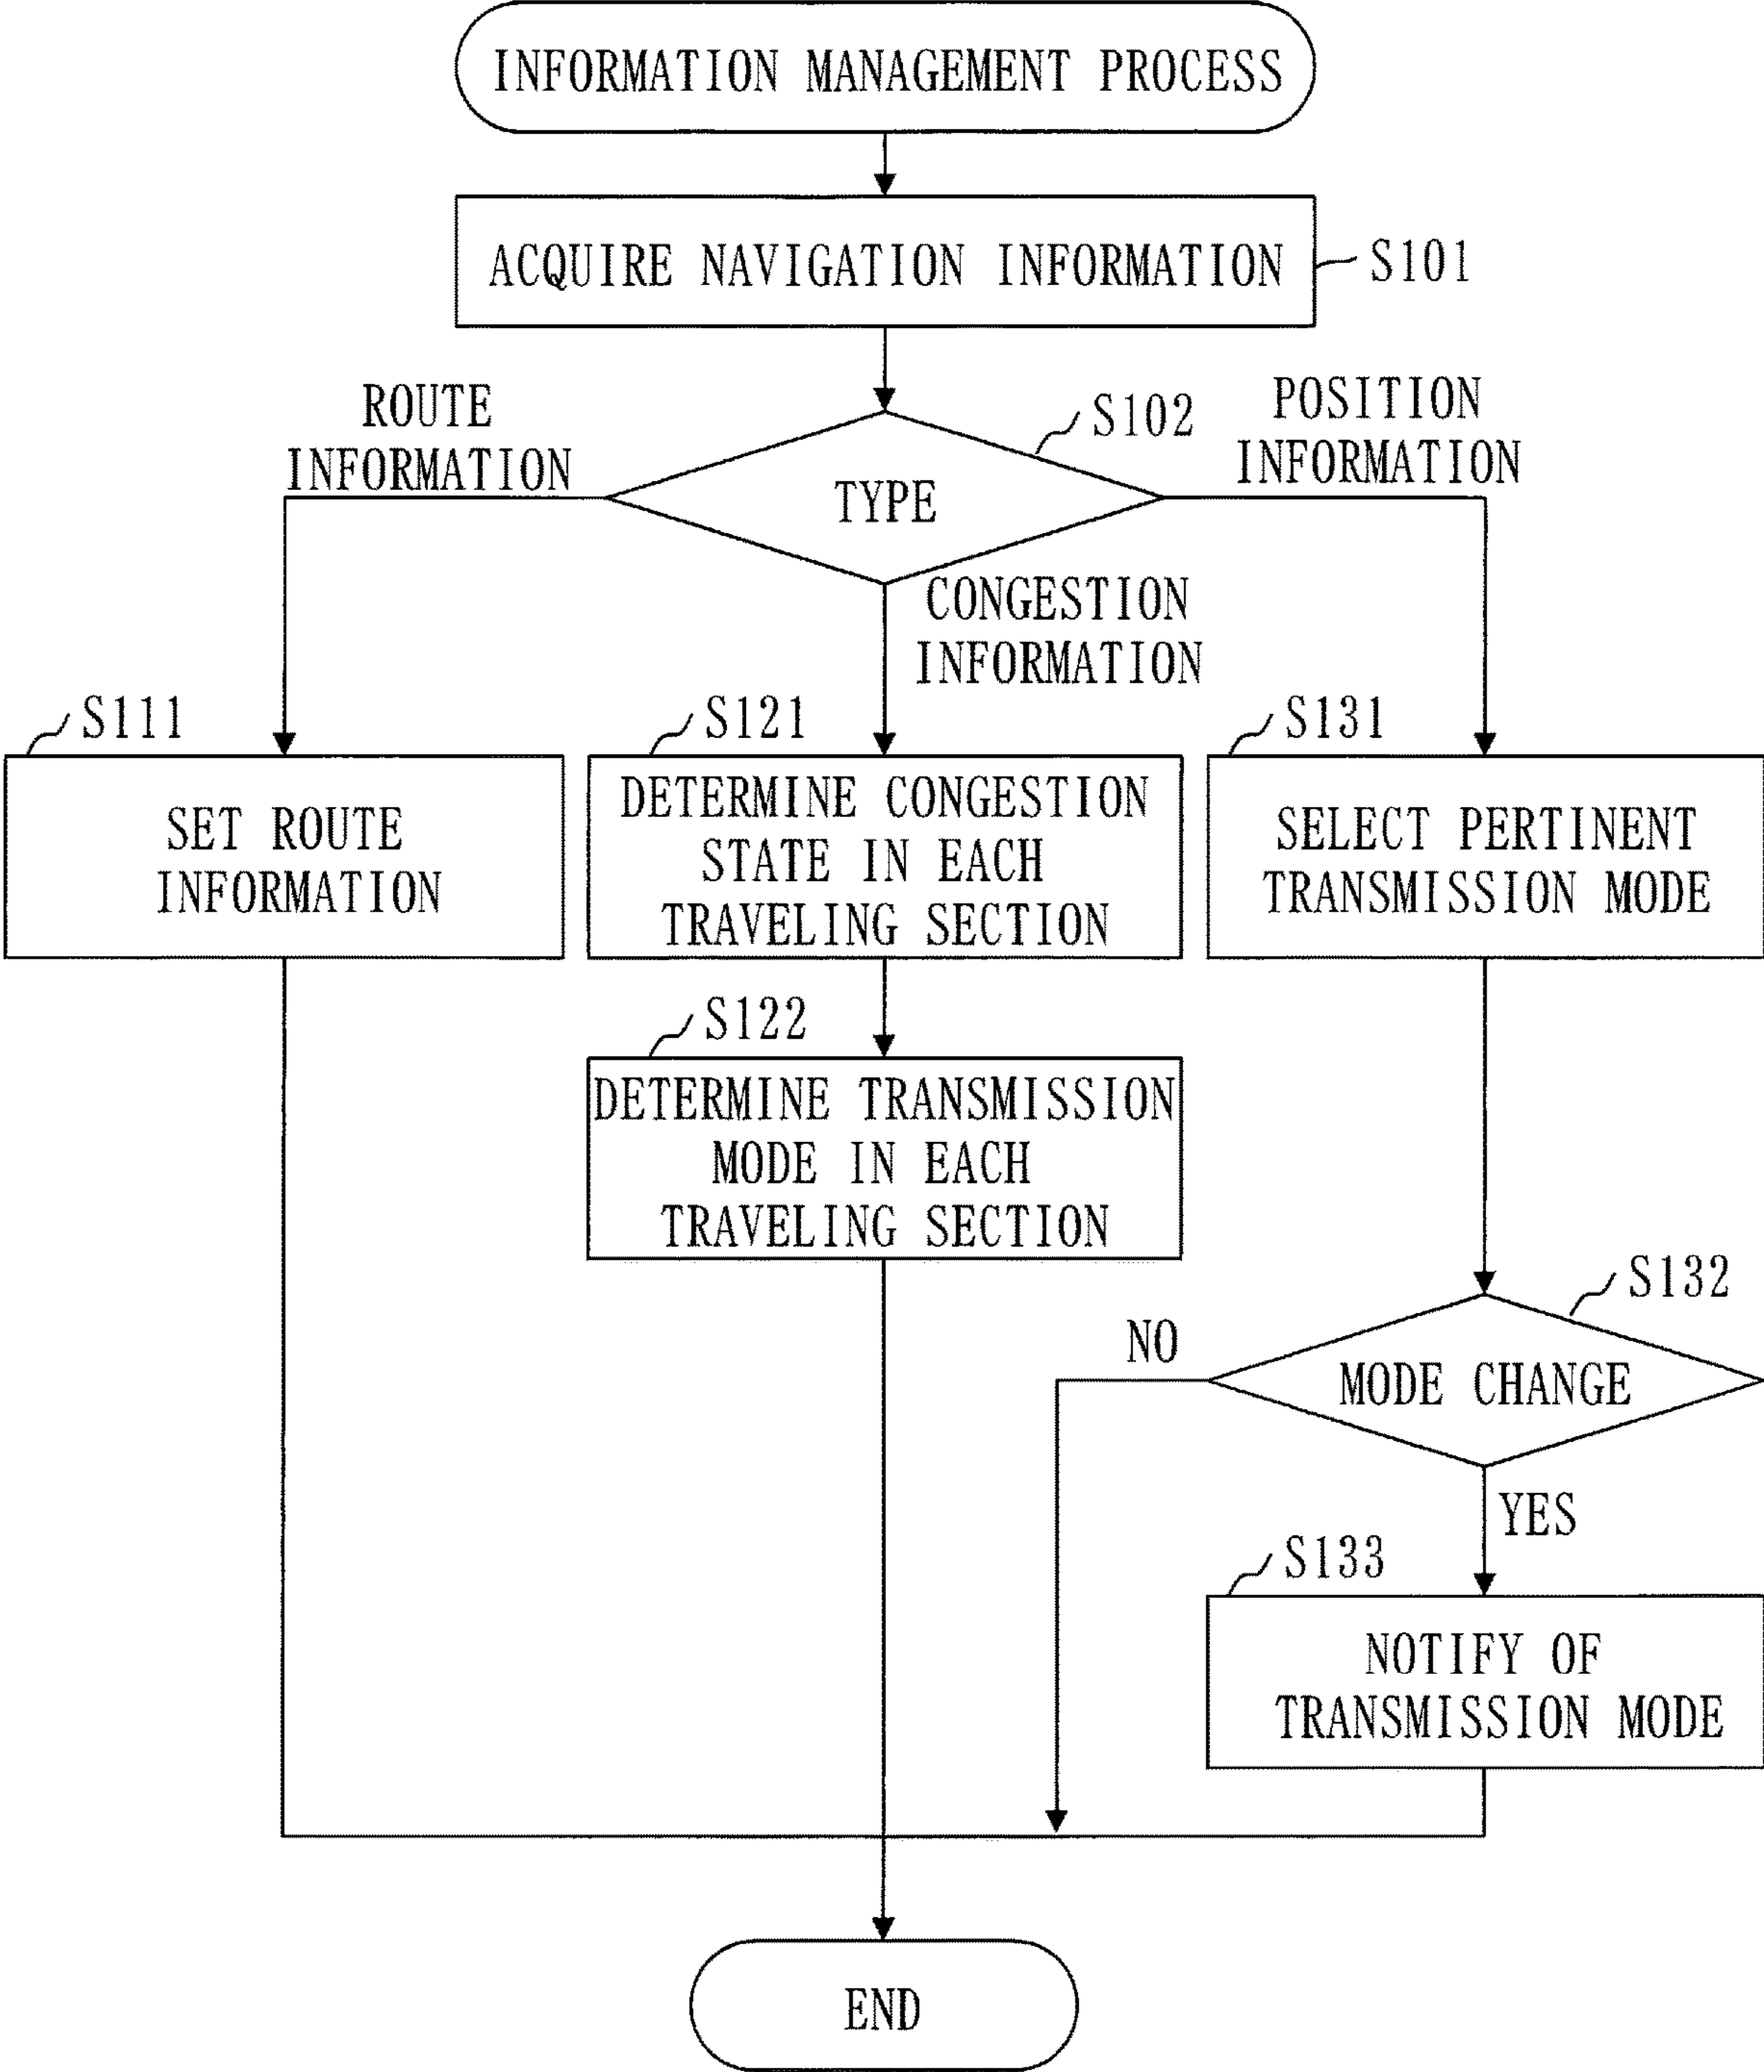 INFORMATION MANAGEMENT PROCESS
ACQUIRE NAVIGATION INFORMATION
S101
ROUTE
INFORMATION
S102
POSITION
INFORMATION
TYPE
CONGESTION
INFORMATION
S111
SET ROUTE
INFORMATION
S121
DETERMINE CONGESTION
STATE IN EACH
TRAVELING SECTION
S131
SELECT PERTINENT
TRANSMISSION MODE
S122
DETERMINE TRANSMISSION
MODE IN EACH
TRAVELING SECTION
S132
NO
MODE CHANGE
YES
S133
NOTIFY OF
TRANSMISSION MODE
END